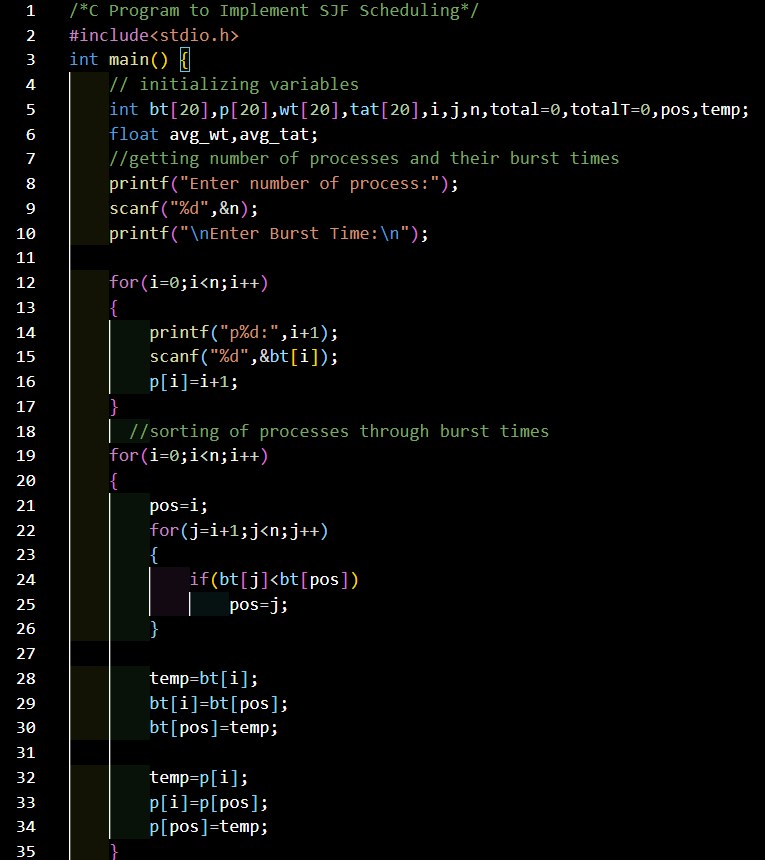 1 /*C Program to Implement SJF Scheduling*/
2 #include<stdio.h>
3 int main() {
4 // initializing variables
5 int bt[20],p[20],wt[20],tat[20],i,j,n,total=0,totalT=0,pos,temp;
6 float avg_wt,avg_tat;
7 //getting number of processes and their burst times
8 printf("Enter number of process:");
9 scanf("%d",&n);
10 printf("\nEnter Burst Time:\n");
11
12 for(i=0;i<n;i++)
13 {
14 printf("p%d:",i+1);
15 scanf("%d",&bt[i]);
16 p[i]=i+1;
17 }
18 //sorting of processes through burst times
19 for(i=0;i<n;i++)
20 {
21 pos=i;
22 for(j=i+1;j<n;j++)
23 {
24 if(bt[j]<bt[pos])
25 pos=j;
26 }
27
28 temp=bt[i];
29 bt[i]=bt[pos];
30 bt[pos]=temp;
31
32 temp=p[i];
33 p[i]=p[pos];
34 p[pos]=temp;
35 }